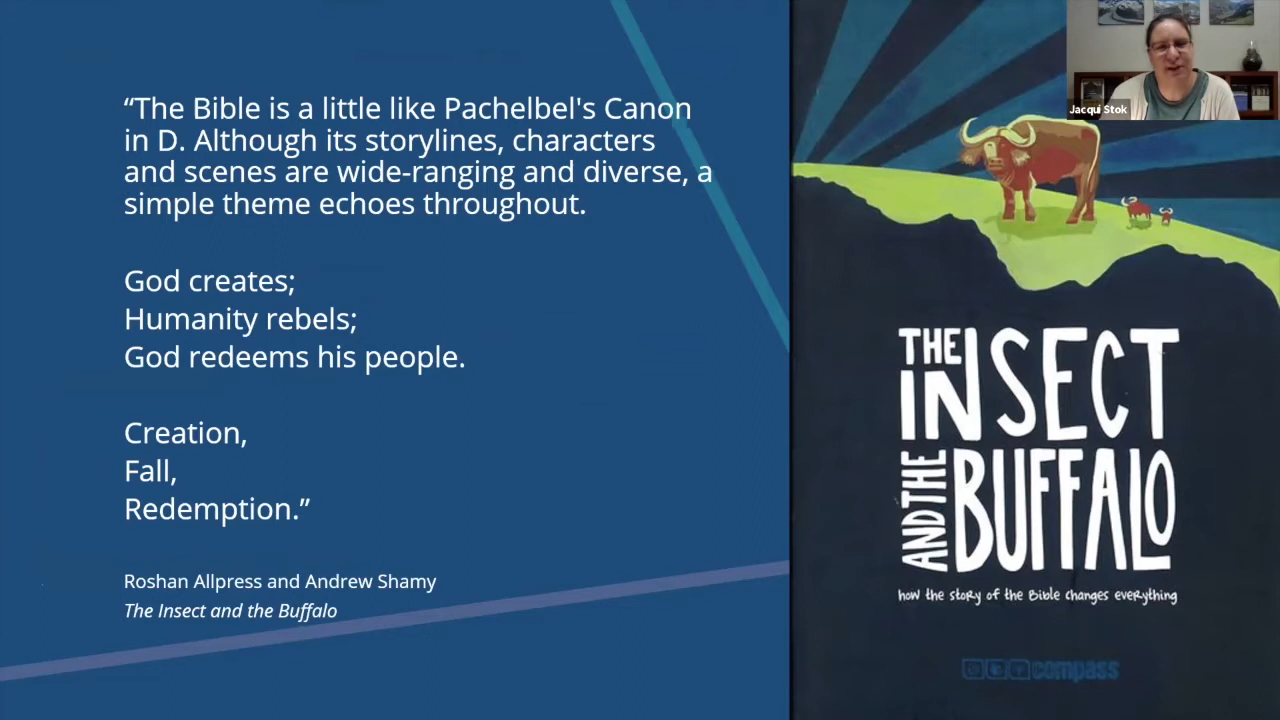 “The Bible is a little like Pachelbel's Canon
in D. Although its storylines, characters
and scenes are wide-ranging and diverse, a
simple theme echoes throughout.
God creates;
Humanity rebels;
God redeems his people.
Creation,
Fall,
Redemption.”
Roshan Allpress and Andrew Shamy
The Insect and the Buffalo
Jacqui Stok
THE
INSECT
AND THE
BUFFALO
how the story of the Bible changes everything
compass